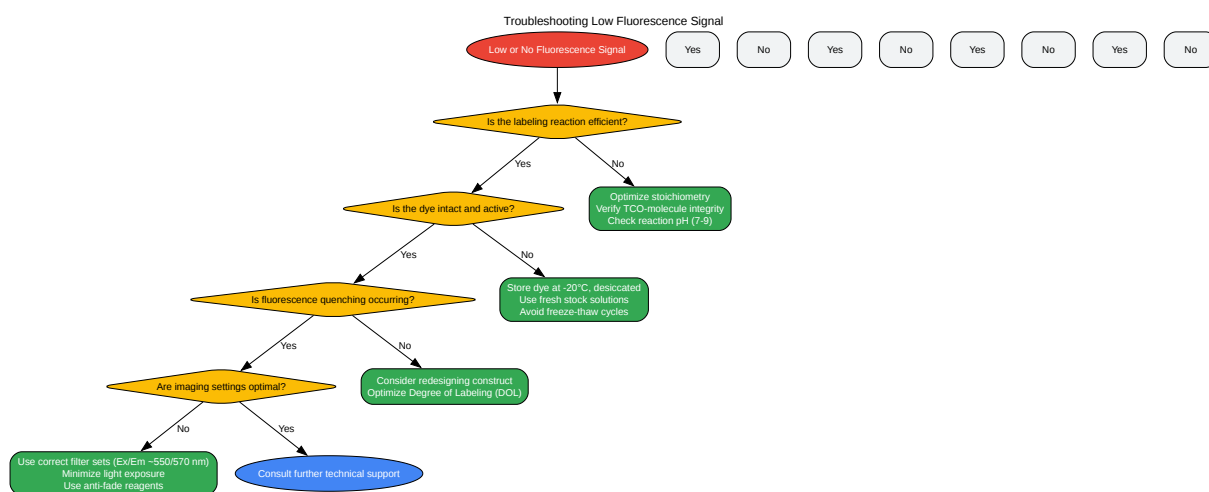 Troubleshooting Low Fluorescence Signal
Low or No Fluorescence Signal
Yes
No
Yes
No
Yes
No
Yes
No
Is the labeling reaction efficient?
Yes
No
Is the dye intact and active?
Optimize stoichiometry
Verify TCO-molecule integrity
Check reaction pH (7-9)
Yes
No
Is fluorescence quenching occurring?
Store dye at -20°C, desiccated
Use fresh stock solutions
Avoid freeze-thaw cycles
Yes
No
Are imaging settings optimal?
Consider redesigning construct
Optimize Degree of Labeling (DOL)
No
Yes
Use correct filter sets (Ex/Em ~550/570 nm)
Minimize light exposure
Use anti-fade reagents
Consult further technical support